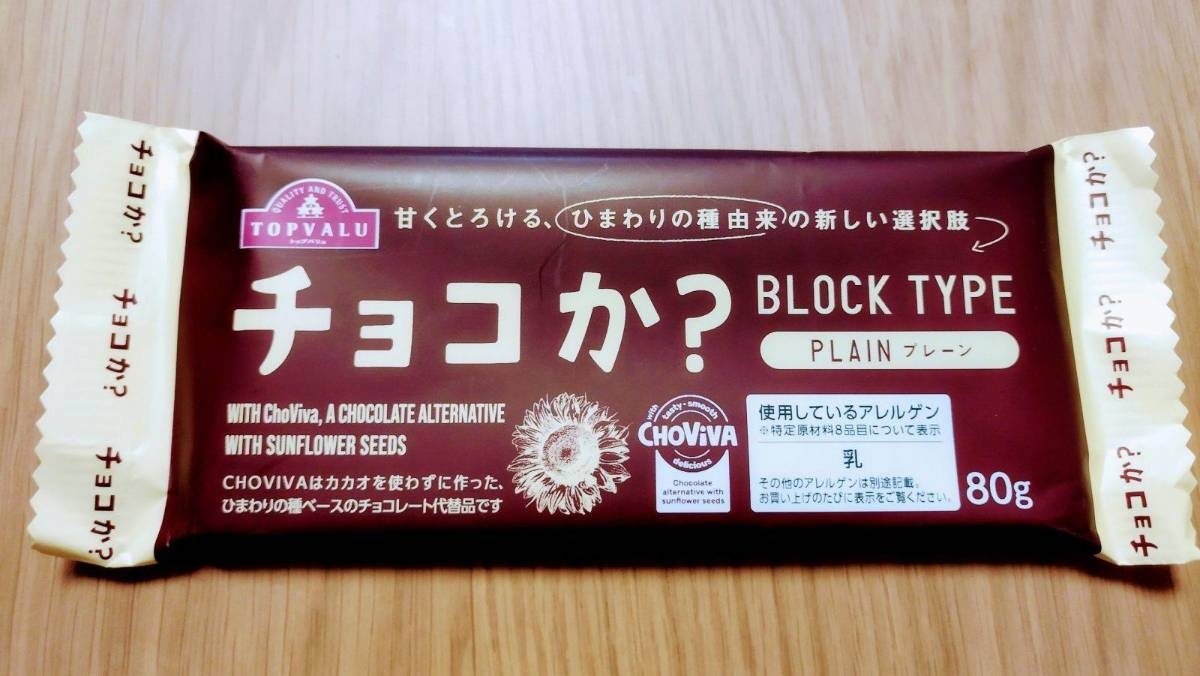 QUALITY AND TRUST
TOPVALU
トップバリュ
甘くとろける、ひまわりの種由来の新しい選択肢
チョコか?
BLOCK TYPE
PLAIN プレーン
WITH ChoViva, A CHOCOLATE ALTERNATIVE
WITH SUNFLOWER SEEDS
CHOVIVAはカカオを使わずに作った、
ひまわりの種ベースのチョコレート代替品です
with tasty・smooth
CHOViVA
delicious
Chocolate
alternative with
sunflower seeds
使用しているアレルゲン
※特定原材料8品目について表示
乳
その他のアレルゲンは別途記載。
お買い上げのたびに表示をご覧ください。
80g
チョコか?
チョコか?
チョコか?
チョコか?
チョコか?
チョコか?